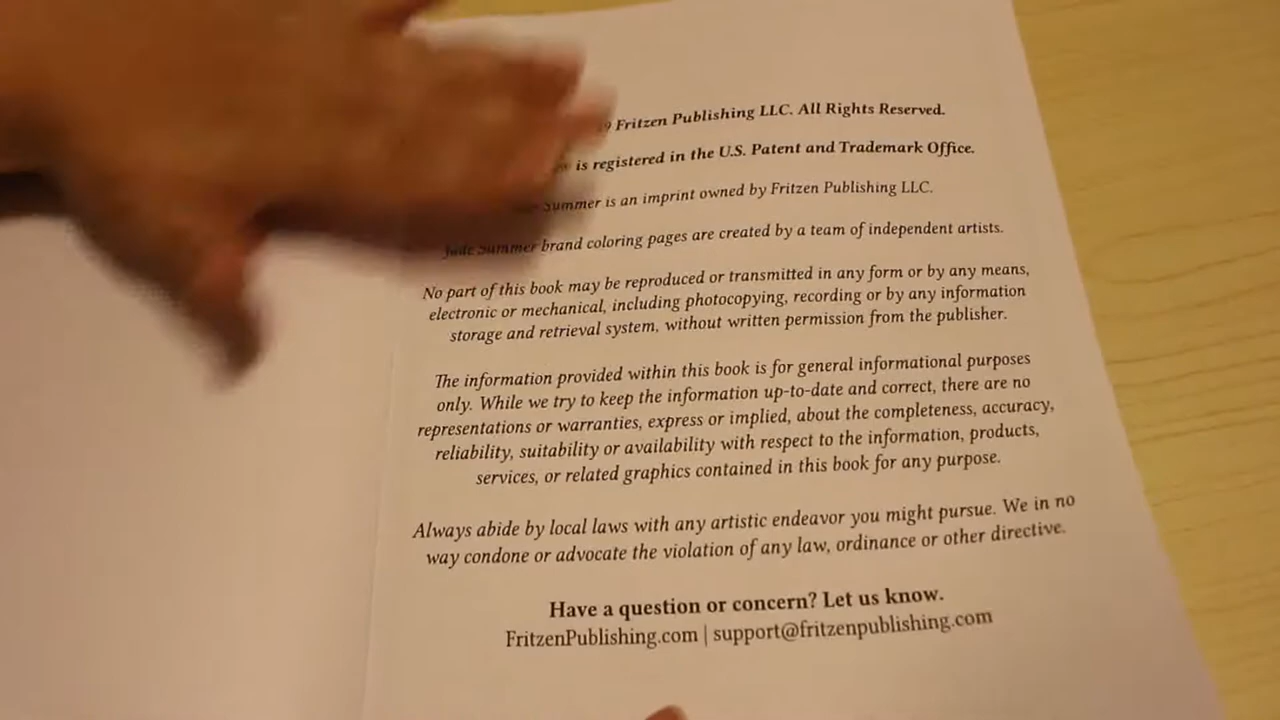 9 Fritzen Publishing LLC. All Rights Reserved.
is registered in the U.S. Patent and Trademark Office.
Summer is an imprint owned by Fritzen Publishing LLC.
Jade Summer brand coloring pages are created by a team of independent artists.
No part of this book may be reproduced or transmitted in any form or by any means,
electronic or mechanical, including photocopying, recording or by any information
storage and retrieval system, without written permission from the publisher.
The information provided within this book is for general informational purposes
only. While we try to keep the information up-to-date and correct, there are no
representations or warranties, express or implied, about the completeness, accuracy,
reliability, suitability or availability with respect to the information, products,
services, or related graphics contained in this book for any purpose.
Always abide by local laws with any artistic endeavor you might pursue. We in no
way condone or advocate the violation of any law, ordinance or other directive.
Have a question or concern? Let us know.
FritzenPublishing.com | support@fritzenpublishing.com